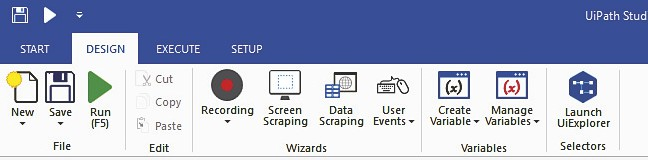 UiPath Stud
START DESIGN EXECUTE SETUP
New Save Run (F5)
File
Cut
Copy
Paste
Edit
Recording Screen Scraping Data Scraping User Events
Wizards
Create Variable Manage Variables
(x) (x)
Variables
Launch UiExplorer
Selectors